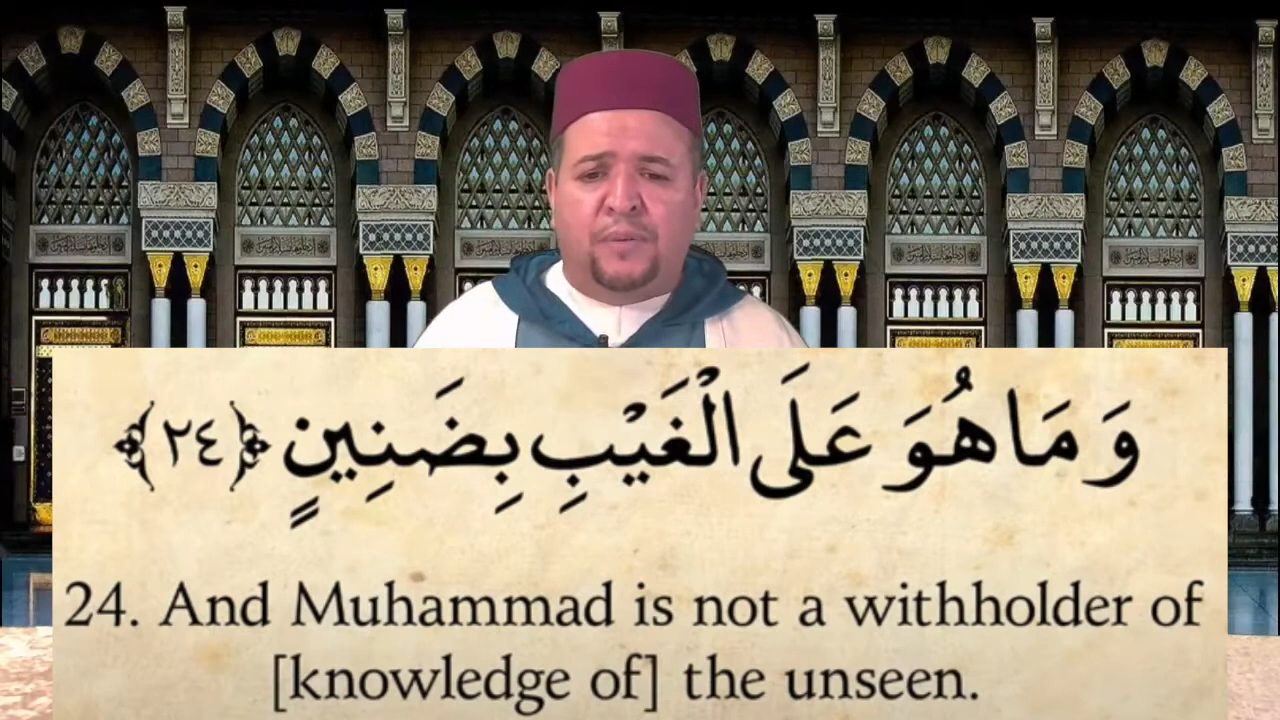 وَمَا هُوَ عَلَى الْغَيْبِ بِضَنِينٍ ﴿٢٤﴾
24. And Muhammad is not a withholder of
[knowledge of] the unseen.